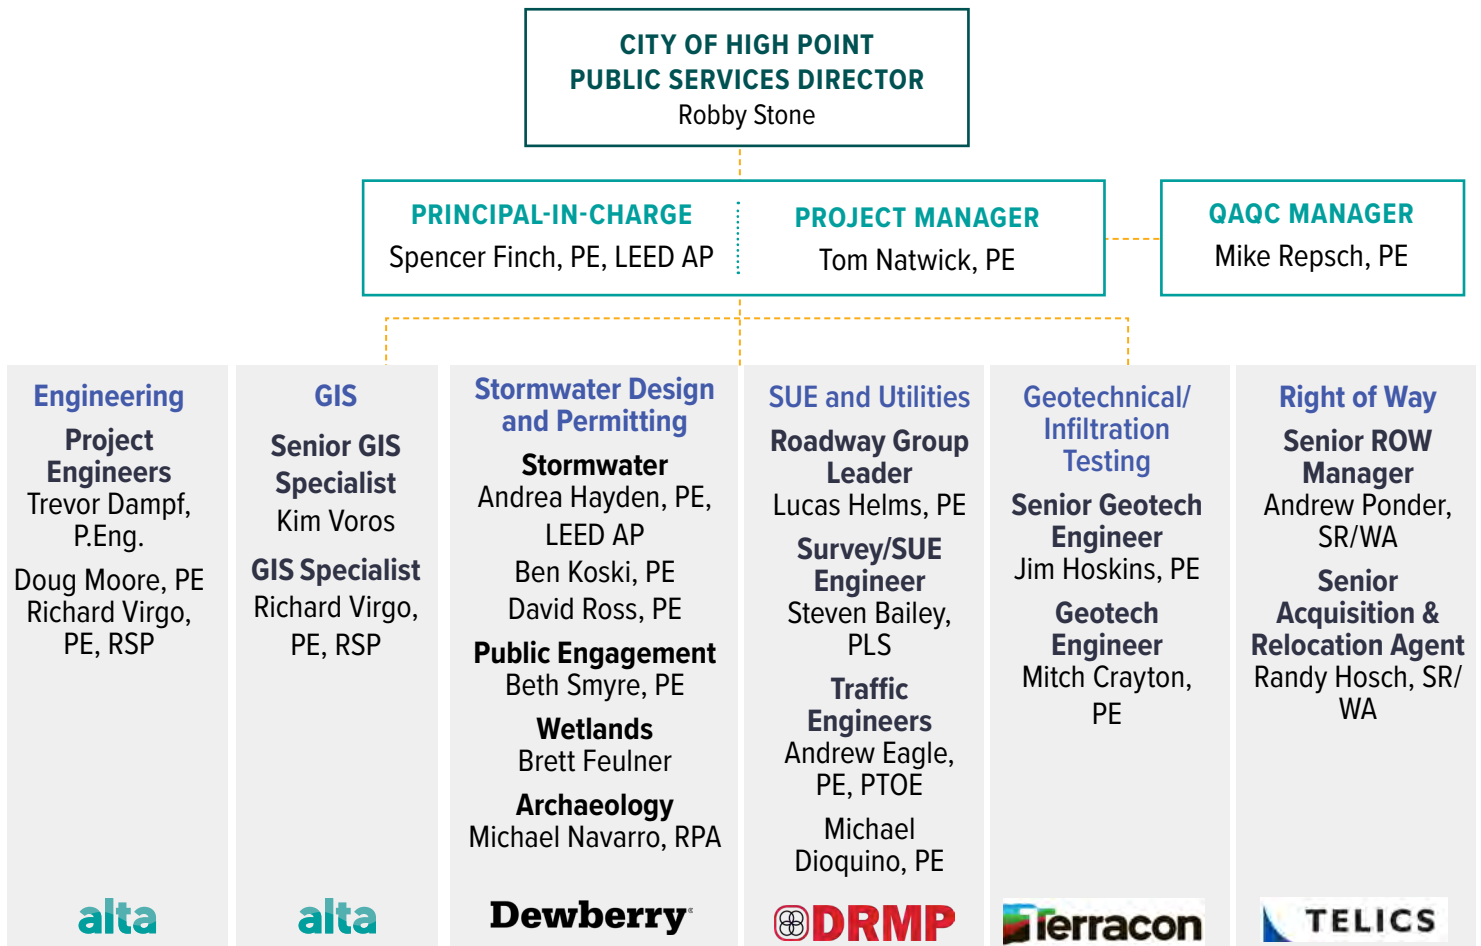 CITY OF HIGH POINT
PUBLIC SERVICES DIRECTOR
Robby Stone
PRINCIPAL-IN-CHARGE
Spencer Finch, PE, LEED AP
PROJECT MANAGER
Tom Natwick, PE
QAQC MANAGER
Mike Repsch, PE
Engineering
Project
Engineers
Trevor Dampf,
P.Eng.
Doug Moore, PE
Richard Virgo,
PE, RSP
alta
GIS
Senior GIS
Specialist
Kim Voros
GIS Specialist
Richard Virgo,
PE, RSP
alta
Stormwater Design
and Permitting
Stormwater
Andrea Hayden, PE,
LEED AP
Ben Koski, PE
David Ross, PE
Public Engagement
Beth Smyre, PE
Wetlands
Brett Feulner
Archaeology
Michael Navarro, RPA
Dewberry
SUE and Utilities
Roadway Group
Leader
Lucas Helms, PE
Survey/SUE
Engineer
Steven Bailey,
PLS
Traffic
Engineers
Andrew Eagle,
PE, PTOE
Michael
Dioquino, PE
DRMP
Geotechnical/
Infiltration
Testing
Senior Geotech
Engineer
Jim Hoskins, PE
Geotech
Engineer
Mitch Crayton,
PE
Terracon
Right of Way
Senior ROW
Manager
Andrew Ponder,
SR/WA
Senior
Acquisition &
Relocation Agent
Randy Hosch, SR/
WA
TELICS